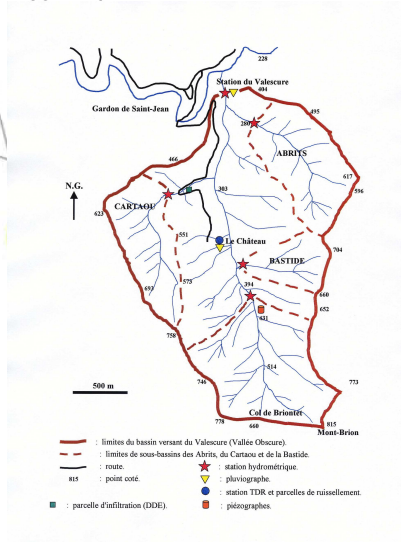 228
Station du Valescure
404
Gardon de Saint-Jean
495
280
ABRITS
466
617
596
N.G.
303
CARTAOU
623
551
Le Château
704
BASTIDE
573
693
394
660
652
431
758
514
746
773
500 m
Col de Briontet
778
660
815
Mont-Brion
: limites du bassin versant du Valescure (Vallée Obscure).
: limites de sous-bassins des Abrits, du Cartaou et de la Bastide.
: route.
: station hydrométrique.
815 : point coté.
: pluviographe.
: station TDR et parcelles de ruissellement.
: parcelle d'infiltration (DDE).
: piézographes.